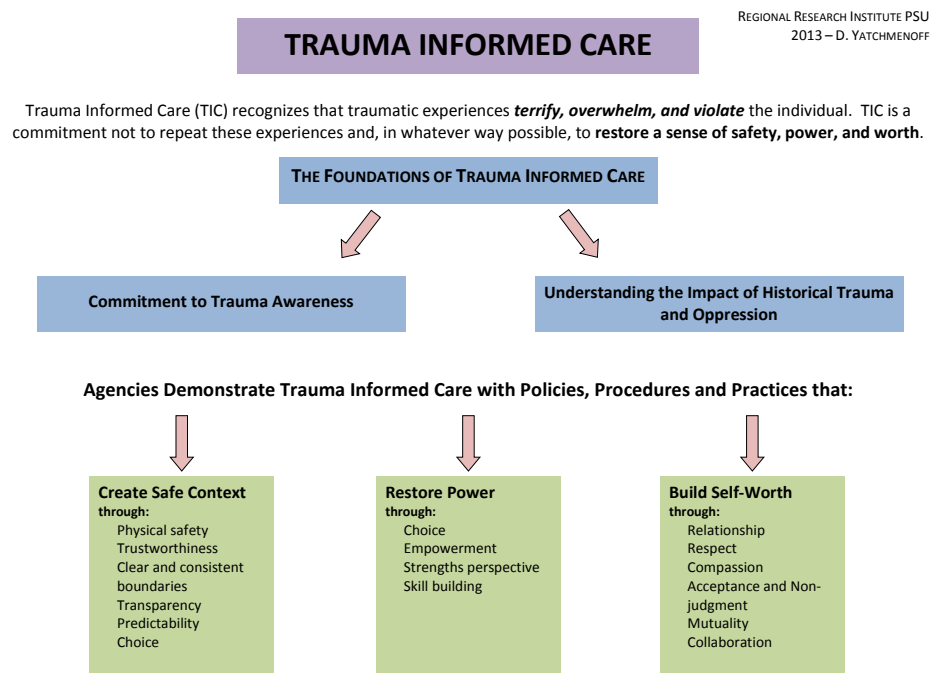 REGIONAL RESEARCH INSTITUTE PSU
2013 – D. YATCHMENOFF
TRAUMA INFORMED CARE
Trauma Informed Care (TIC) recognizes that traumatic experiences terrify, overwhelm, and violate the individual.  TIC is a
commitment not to repeat these experiences and, in whatever way possible, to restore a sense of safety, power, and worth.
THE FOUNDATIONS OF TRAUMA INFORMED CARE
Commitment to Trauma Awareness
Understanding the Impact of Historical Trauma
and Oppression
Agencies Demonstrate Trauma Informed Care with Policies, Procedures and Practices that:
Create Safe Context
through:
Physical safety
Trustworthiness
Clear and consistent
boundaries
Transparency
Predictability
Choice
Restore Power
through:
Choice
Empowerment
Strengths perspective
Skill building
Build Self-Worth
through:
Relationship
Respect
Compassion
Acceptance and Non-
judgment
Mutuality
Collaboration